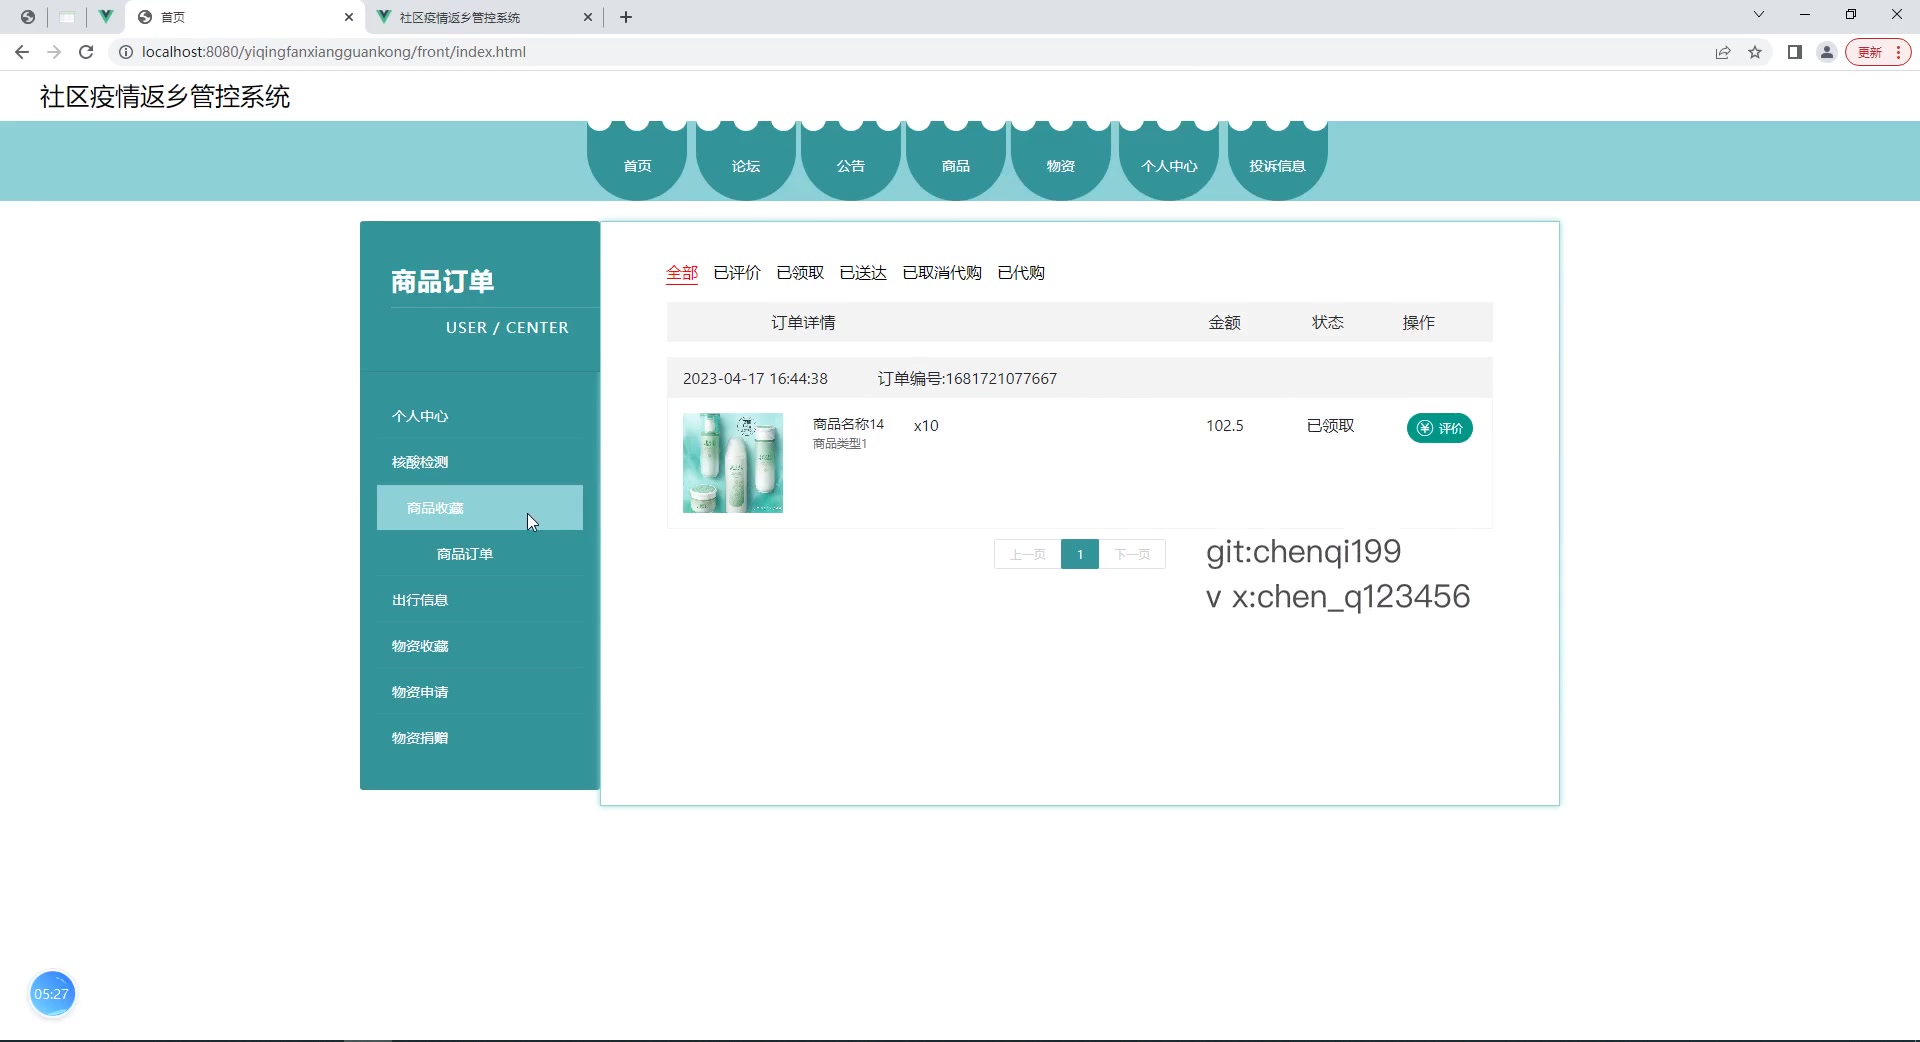 首页
社区疫情返乡管控系统
localhost:8080/yiqingfanxiangguankong/front/index.html
更新
社区疫情返乡管控系统
首页
论坛
公告
商品
物资
个人中心
投诉信息
商品订单
USER / CENTER
个人中心
核酸检测
商品收藏
商品订单
出行信息
物资收藏
物资申请
物资捐赠
全部 已评价 已领取 已送达 已取消代购 已代购
订单详情 金额 状态 操作
2023-04-17 16:44:38 订单编号:1681721077667
商品名称14 x10 102.5 已领取 评价
商品类型1
上一页 1 下一页
git:chenqi199
v x:chen_q123456
05:27